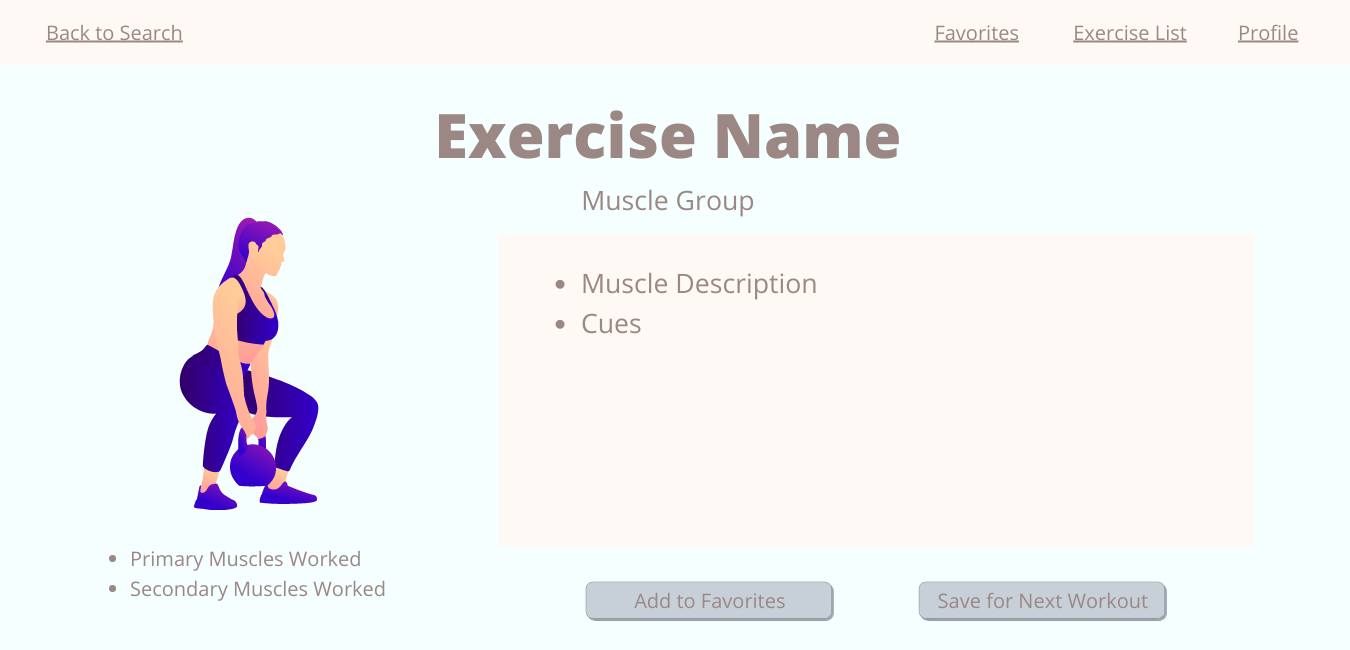 Back to Search
Favorites
Exercise List
Profile
Exercise Name
Muscle Group
Muscle Description
Cues
Primary Muscles Worked
Secondary Muscles Worked
Add to Favorites
Save for Next Workout